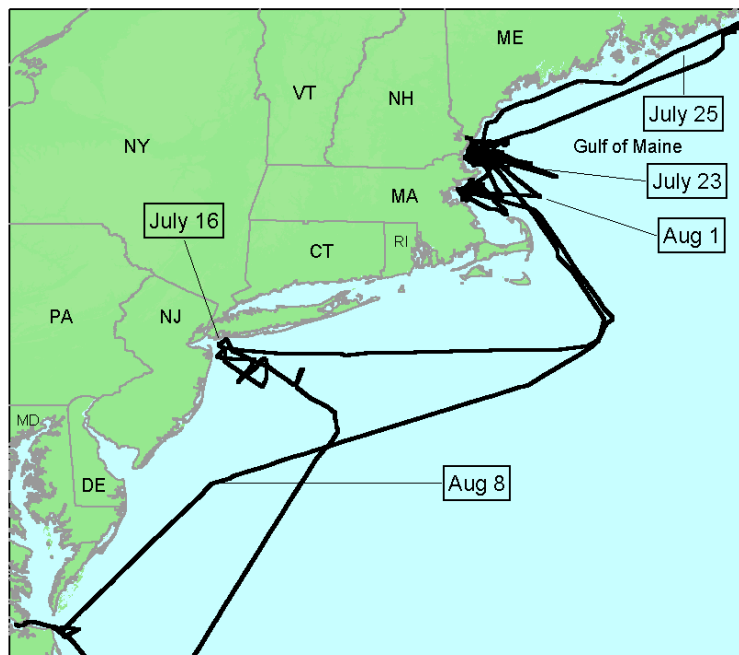 ME
VT
NH
July 25
NY
Gulf of Maine
July 23
MA
July 16
Aug 1
CT
RI
PA
NJ
MD
DE
Aug 8